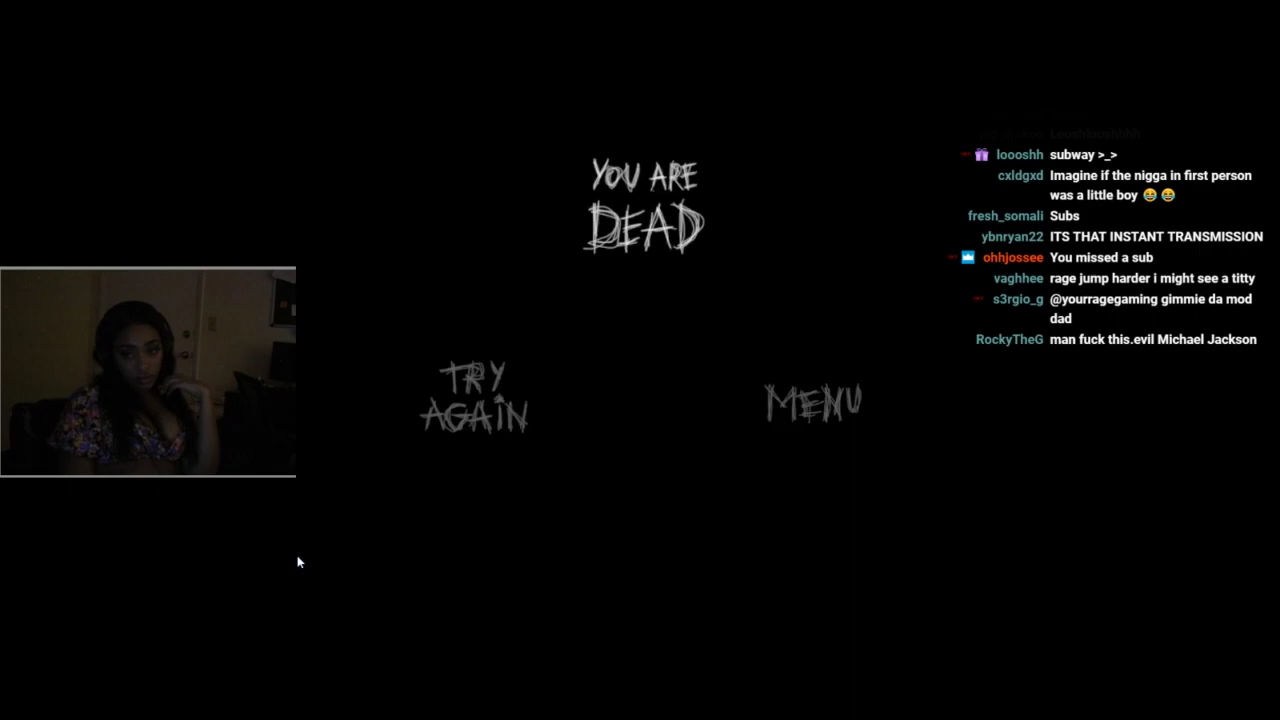 YOU ARE
DEAD
TRY
AGAIN
MENU
loooshh subway >_>
cxldgxd Imagine if the nigga in first person
was a little boy 😂 😂
fresh_somali Subs
ybnryan22 ITS THAT INSTANT TRANSMISSION
ohhjossee You missed a sub
vaghhee rage jump harder i might see a titty
s3rgio_g @yourragegaming gimmie da mod
dad
RockyTheG man fuck this.evil Michael Jackson